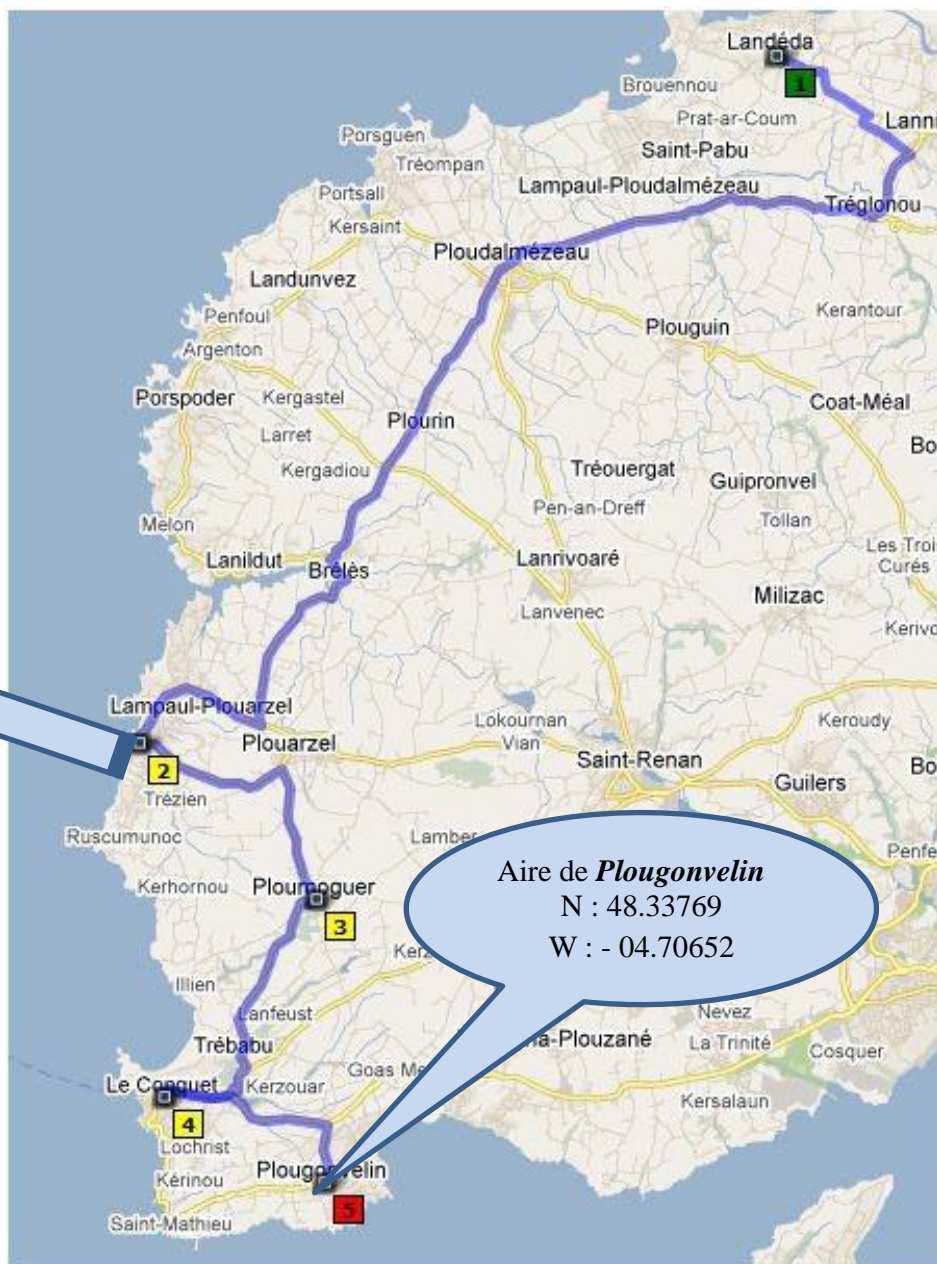 Landéda
1
Brouennou
Prat-ar-Coum
Lanni
Porsguen
Tréompan
Saint-Pabu
Lampaul-Ploudalmézeau
Portsall
Tréglonou
Kersaint
Ploudalmézeau
Landunvez
Penfoul
Plouguin
Kerantour
Argenton
Porspoder
Kergastel
Coat-Méal
Larret
Plourin
Bo
Kergadiou
Tréouergat
Guipronvel
Pen-an-Dreff
Tollan
Melon
Lanildut
Brélès
Lanrivoaré
Les Troi
Curés
Lanvenec
Milizac
Kerivo
Lampaul-Plouarzel
Lokournan
Vian
Keroudy
Plouarzel
Saint-Renan
2
Trézien
Guilers
Bo
Ruscumunoc
Lamber
Penfe
Kerhornou
Ploumoguer
3
Aire de Plougonvelin
N : 48.33769
W : - 04.70652
Illien
Lanfeust
Nevez
Trébabu
na-Plouzané
La Trinité
Cosquer
Le Conquet
Kerzouar
Goas Me
Kersalaun
4
Lochrist
Kérinou
Plougonvelin
5
Saint-Mathieu